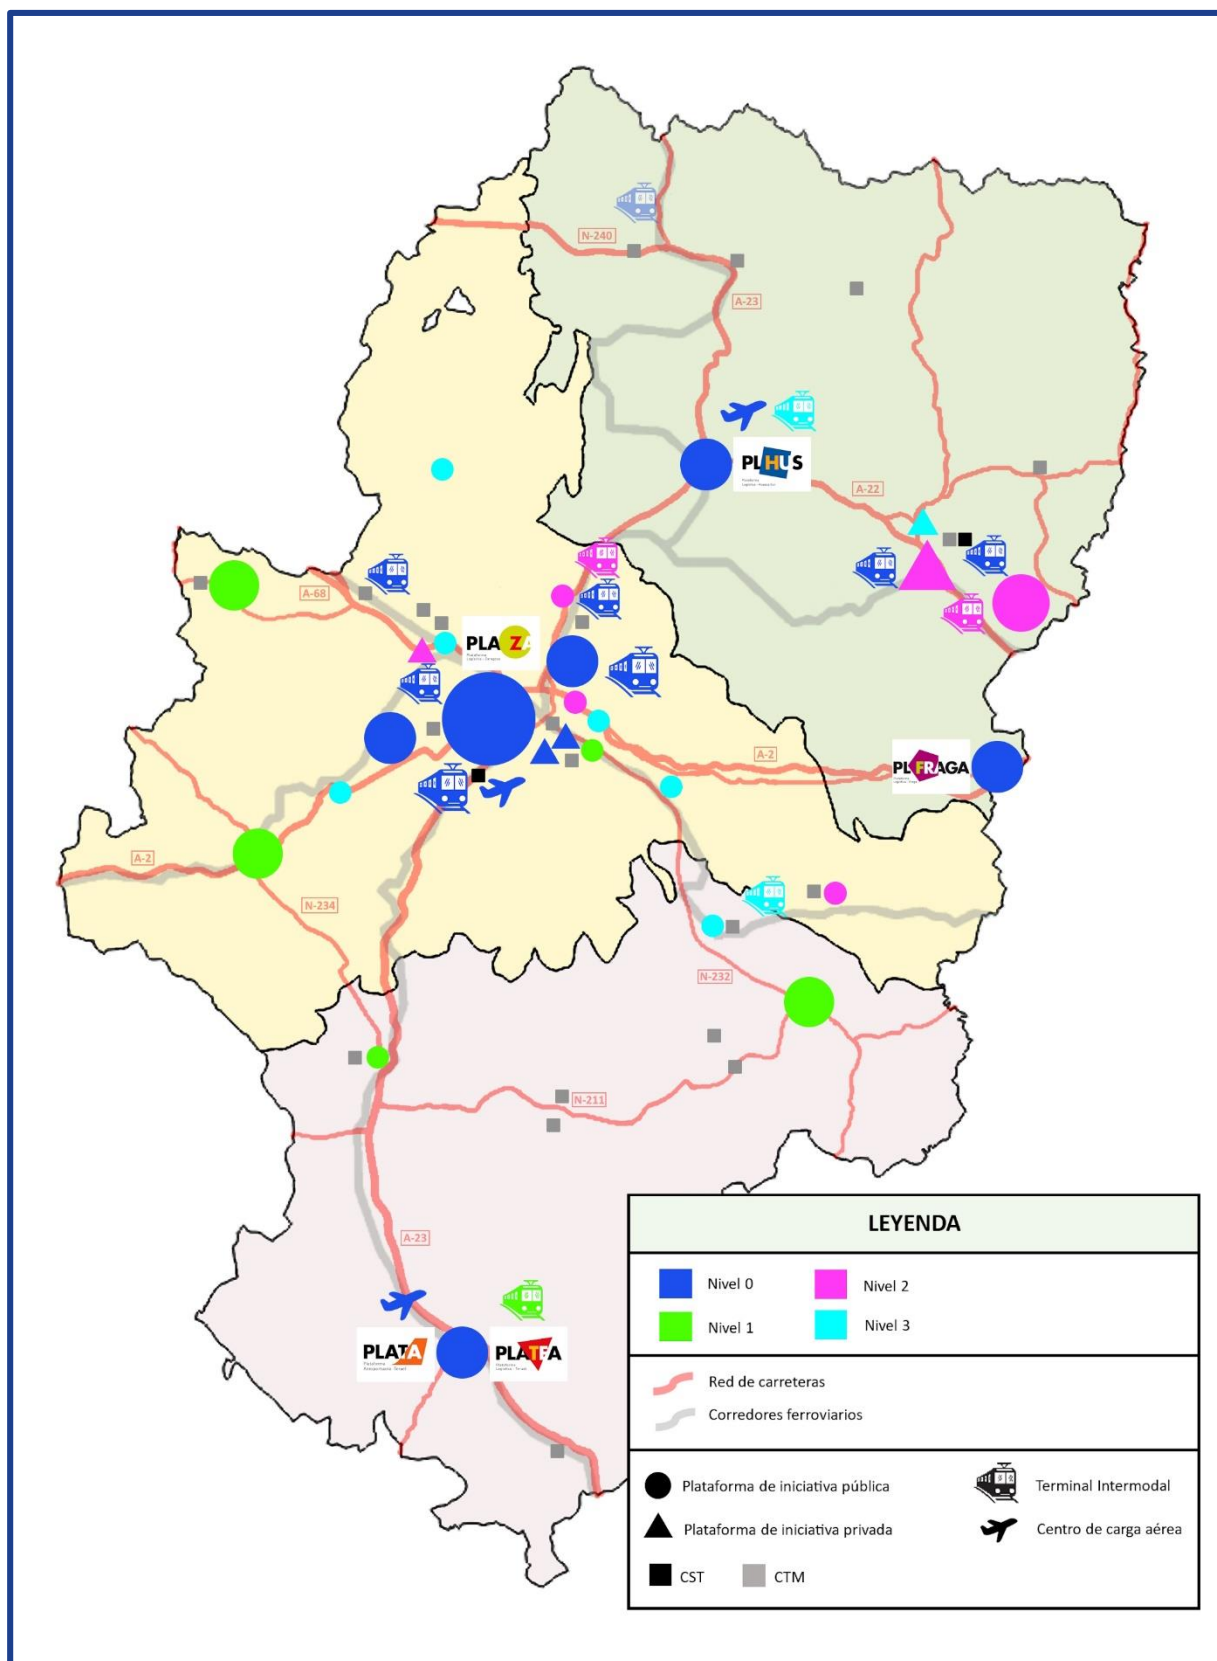 N-240
A-23
PLHUS
A-22
A-68
PLAZA
A-2
PLFRAGA
A-2
N-234
N-232
N-211
A-23
PLATA
PLATEA
LEYENDA
Nivel 0
Nivel 2
Nivel 1
Nivel 3
Red de carreteras
Corredores ferroviarios
Plataforma de iniciativa pública
Terminal Intermodal
Plataforma de iniciativa privada
Centro de carga aérea
CST
CTM